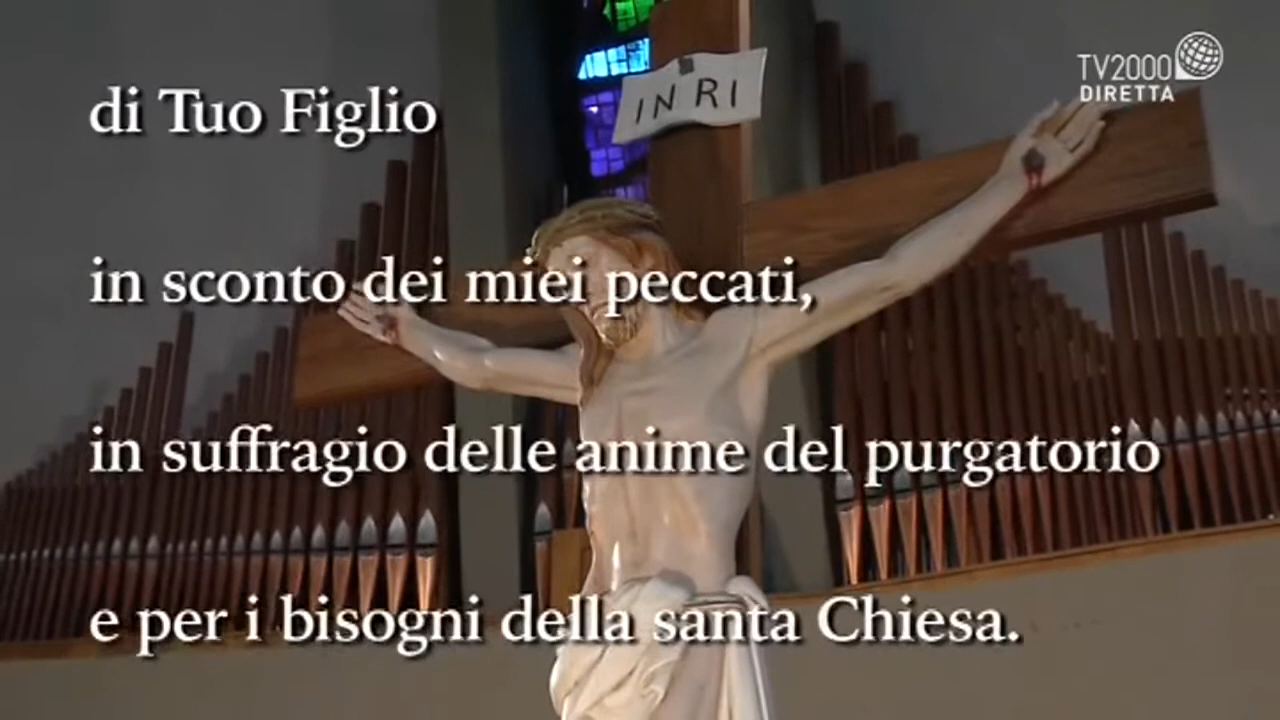 TV2000
DIRETTA
INRI
di Tuo Figlio
in sconto dei miei peccati,
in suffragio delle anime del purgatorio
e per i bisogni della santa Chiesa.